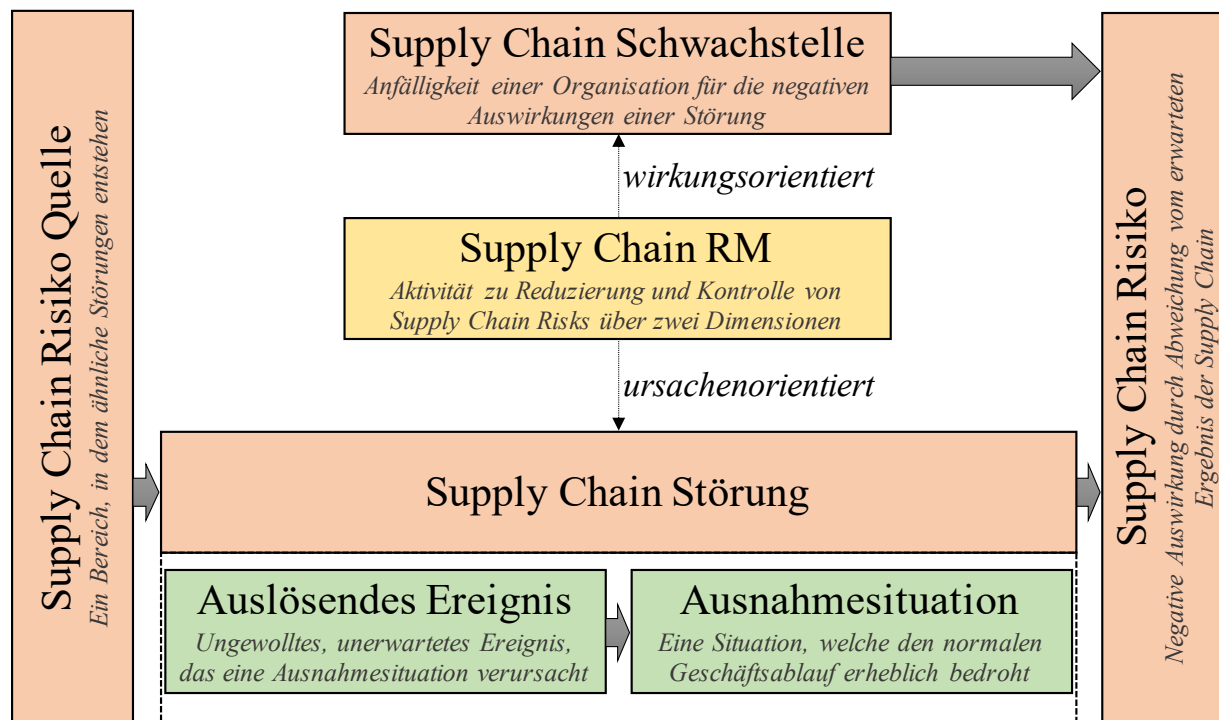 Supply Chain Risiko Quelle
Ein Bereich, in dem ähnliche Störungen entstehen
Supply Chain Schwachstelle
Anfälligkeit einer Organisation für die negativen
Auswirkungen einer Störung
wirkungsorientiert
Supply Chain RM
Aktivität zu Reduzierung und Kontrolle von
Supply Chain Risks über zwei Dimensionen
ursachenorientiert
Supply Chain Störung
Auslösendes Ereignis
Ungewolltes, unerwartetes Ereignis,
das eine Ausnahmesituation verursacht
Ausnahmesituation
Eine Situation, welche den normalen
Geschäftsablauf erheblich bedroht
Supply Chain Risiko
Negative Auswirkung durch Abweichung vom erwarteten
Ergebnis der Supply Chain